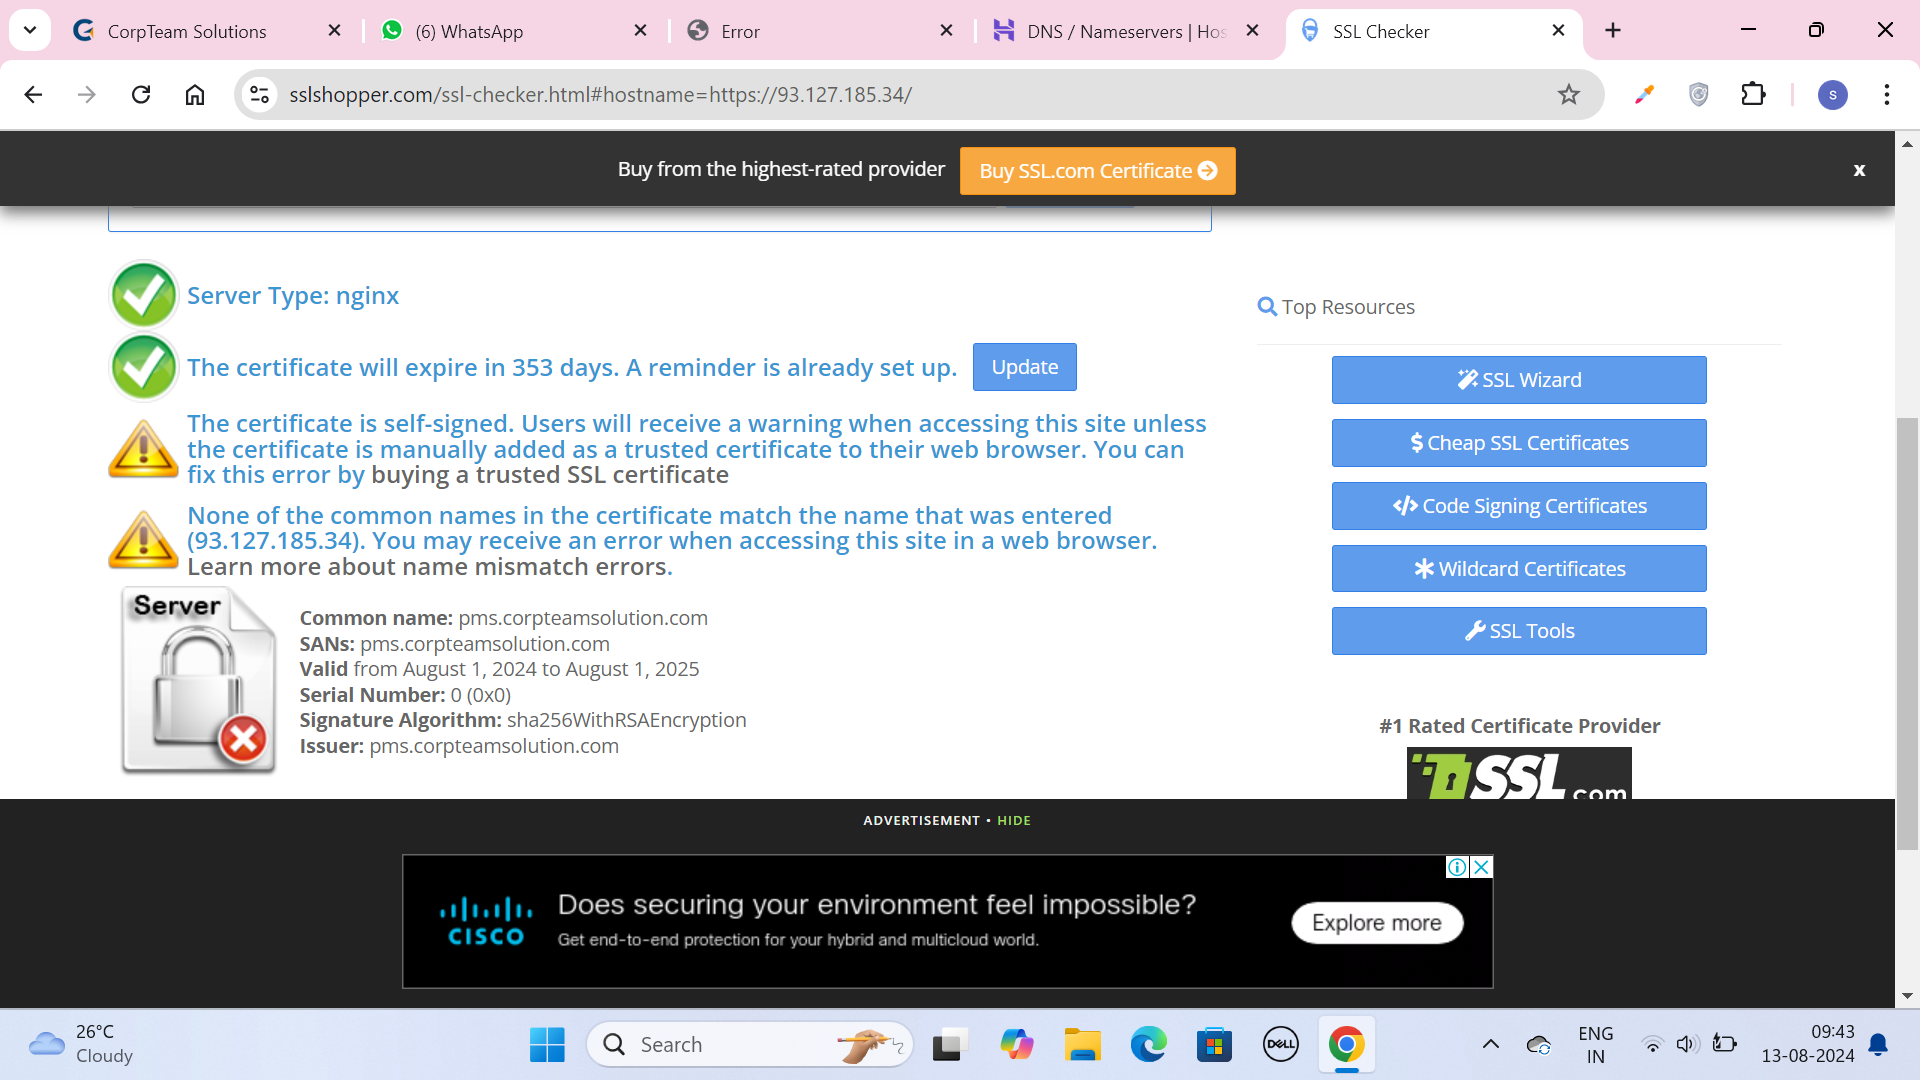 CorpTeam Solutions
(6) WhatsApp
Error
DNS / Nameservers | Hos
SSL Checker
sslshopper.com/ssl-checker.html#hostname=https://93.127.185.34/
s
Buy from the highest-rated provider
Buy SSL.com Certificate
x
Server Type: nginx
The certificate will expire in 353 days. A reminder is already set up.
Update
The certificate is self-signed. Users will receive a warning when accessing this site unless
the certificate is manually added as a trusted certificate to their web browser. You can
fix this error by buying a trusted SSL certificate
None of the common names in the certificate match the name that was entered
(93.127.185.34). You may receive an error when accessing this site in a web browser.
Learn more about name mismatch errors.
Server
Common name: pms.corpteamsolution.com
SANs: pms.corpteamsolution.com
Valid from August 1, 2024 to August 1, 2025
Serial Number: 0 (0x0)
Signature Algorithm: sha256WithRSAEncryption
Issuer: pms.corpteamsolution.com
Top Resources
SSL Wizard
Cheap SSL Certificates
Code Signing Certificates
Wildcard Certificates
SSL Tools
#1 Rated Certificate Provider
SSL.com
ADVERTISEMENT • HIDE
CISCO
Does securing your environment feel impossible?
Get end-to-end protection for your hybrid and multicloud world.
Explore more
26°C
Cloudy
Search
DELL
ENG
IN
09:43
13-08-2024